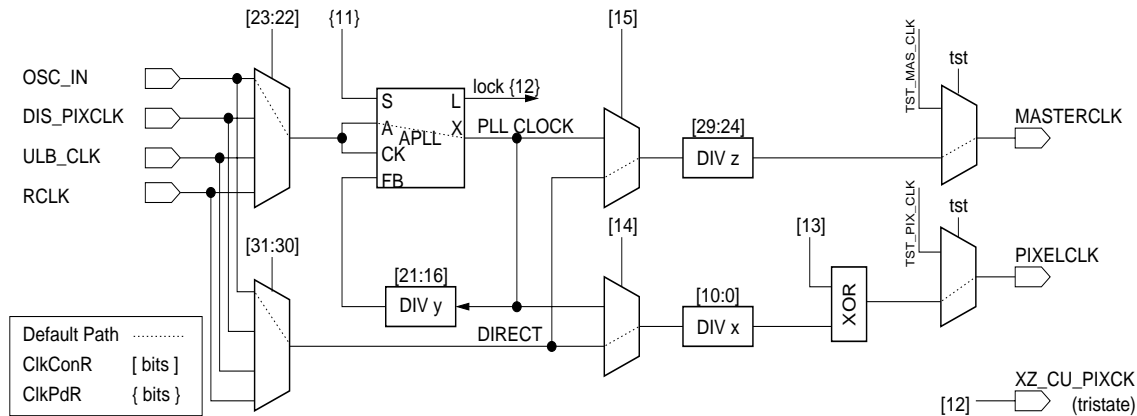 [23:22] {11} [15]
TST_MAS_CLK
tst
OSC_IN
S L lock {12}
DIS_PIXCLK
A X PLL CLOCK
APLL
MASTERCLK
[29:24]
ULB_CLK
CK
DIV z
RCLK
FB
TST_PIX_CLK
tst
[31:30] [14] [13]
[21:16]
PIXELCLK
DIV y
[10:0]
XOR
DIV x
DIRECT
Default Path
ClkConR [ bits ]
ClkPdR { bits }
XZ_CU_PIXCK
[12] (tristate)